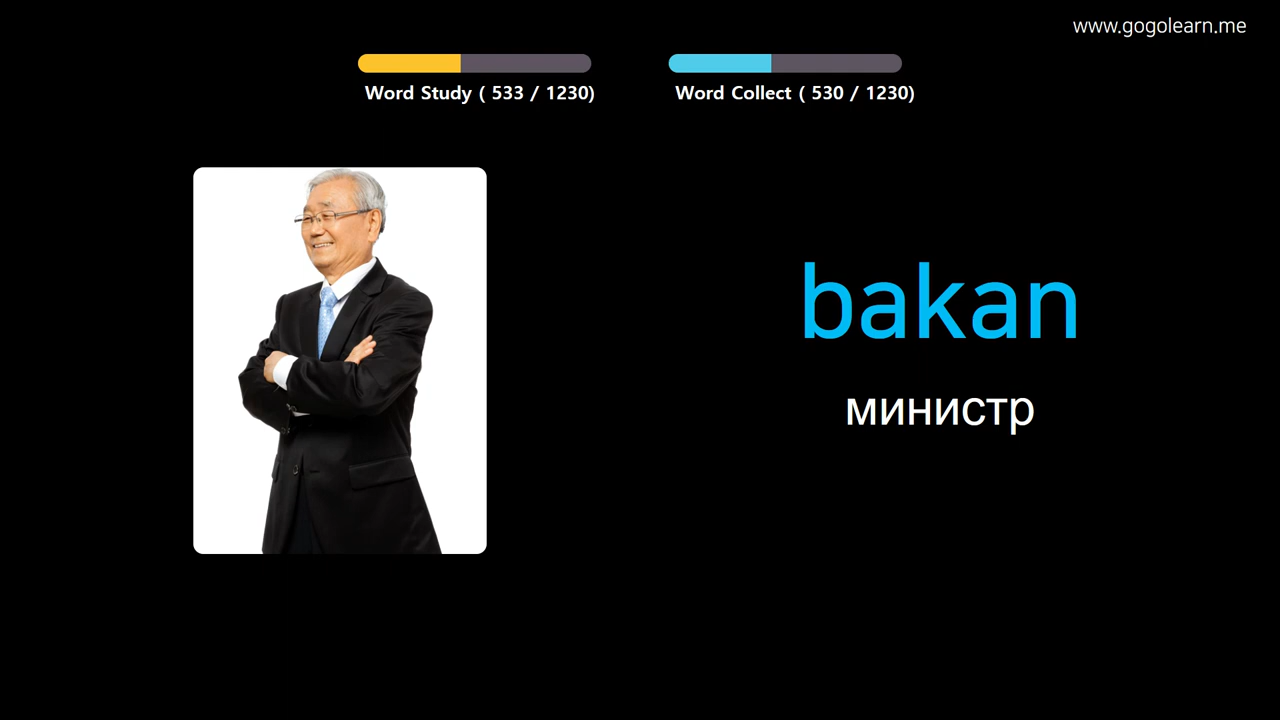 www.gogolearn.me
Word Study ( 533 / 1230)
Word Collect ( 530 / 1230)
bakan
министр